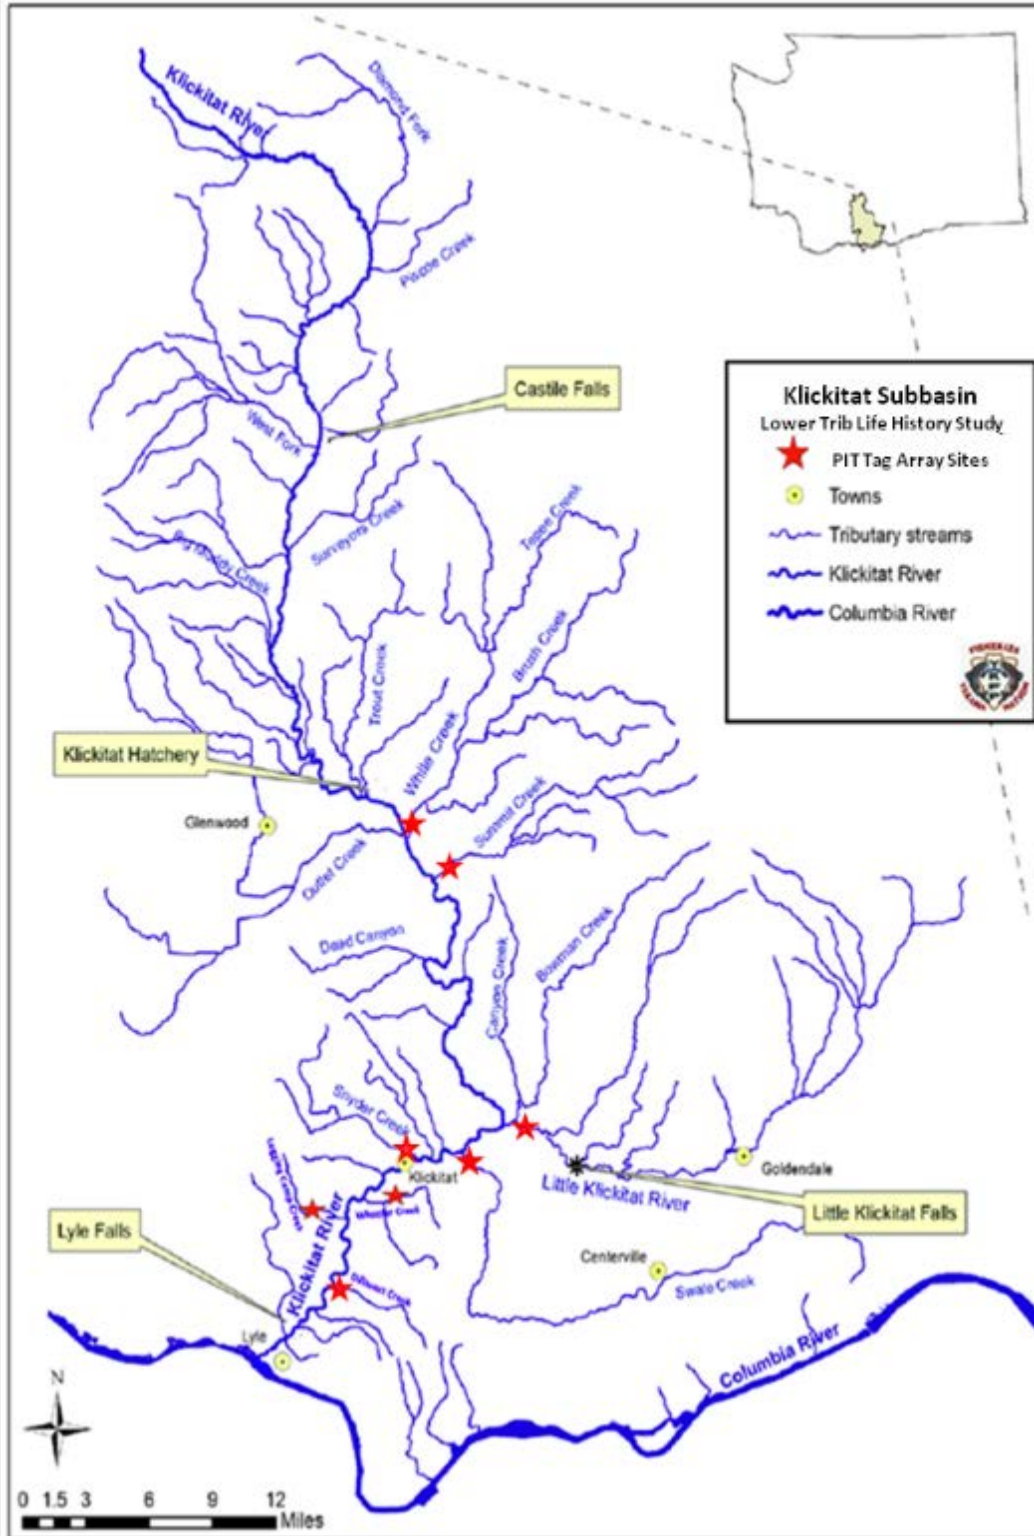 Klickitat River
Diamond Fork
Piscoe Creek
Castile Falls
West Fork
Klickitat Subbasin
Lower Trib Life History Study
PIT Tag Array Sites
Towns
Tributary streams
Klickitat River
Columbia River
Surveyors Creek
Tepee Creek
Big Muddy Creek
Brush Creek
Trout Creek
White Creek
Klickitat Hatchery
Summit Creek
Glenwood
Outlet Creek
Dead Canyon
Canyon Creek
Bowman Creek
Snyder Creek
Klickitat
Goldendale
Little Klickitat River
Little Klickitat Falls
Wheeler Creek
Lyle Falls
Klickitat River
Centerville
Swale Creek
Dillacort Creek
Lyle
Columbia River
N
0 1.5 3 6 9 12
Miles